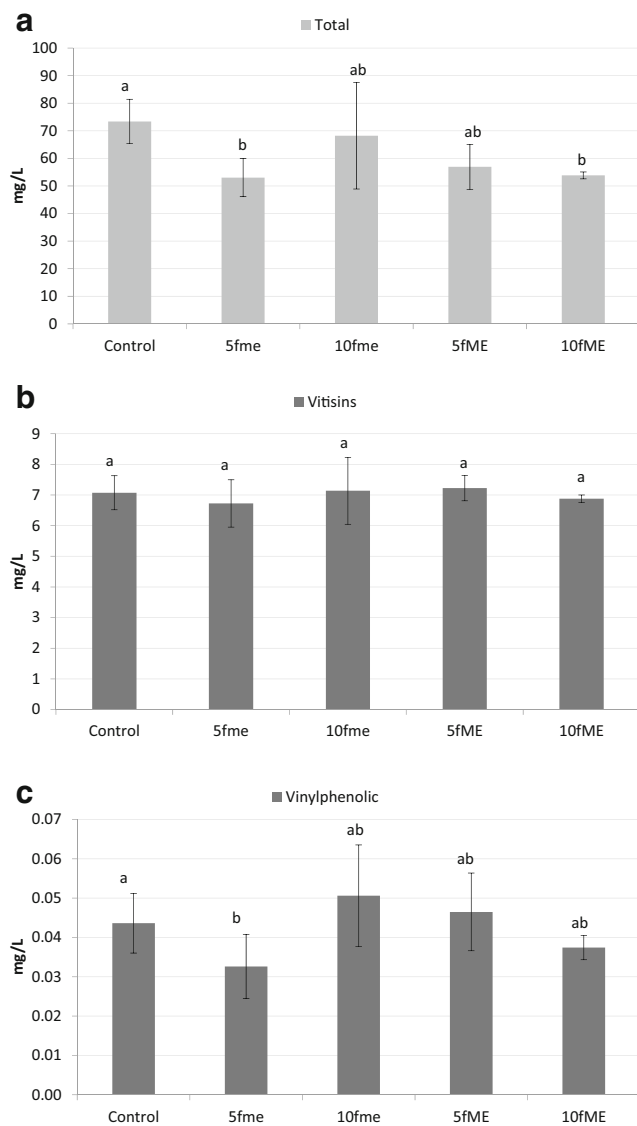 a
Total
100
90
80
70
60
50
40
30
20
10
0
mg/L
a
b
ab
ab
b
Control 5fme 10fme 5fME 10fME
b
Vitisins
9
8
7
6
5
4
3
2
1
0
mg/L
a
a
a
a
a
Control 5fme 10fme 5fME 10fME
c
Vinylphenolic
0.07
0.06
0.05
0.04
0.03
0.02
0.01
0.00
mg/L
a
b
ab
ab
ab
Control 5fme 10fme 5fME 10fME